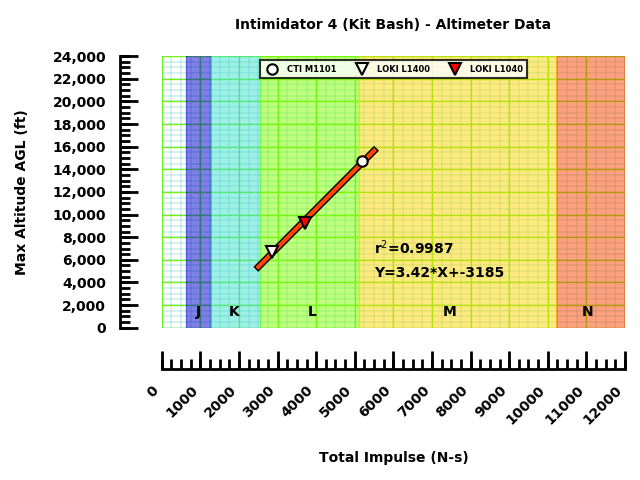 Intimidator 4 (Kit Bash) - Altimeter Data
CTI M1101 LOKI L1400 LOKI L1040
Max Altitude AGL (ft)
24,000
22,000
20,000
18,000
16,000
14,000
12,000
10,000
8,000
6,000
4,000
2,000
0
r²=0.9987
Y=3.42*X+-3185
J K L M N
0 1000 2000 3000 4000 5000 6000 7000 8000 9000 10000 11000 12000
Total Impulse (N-s)